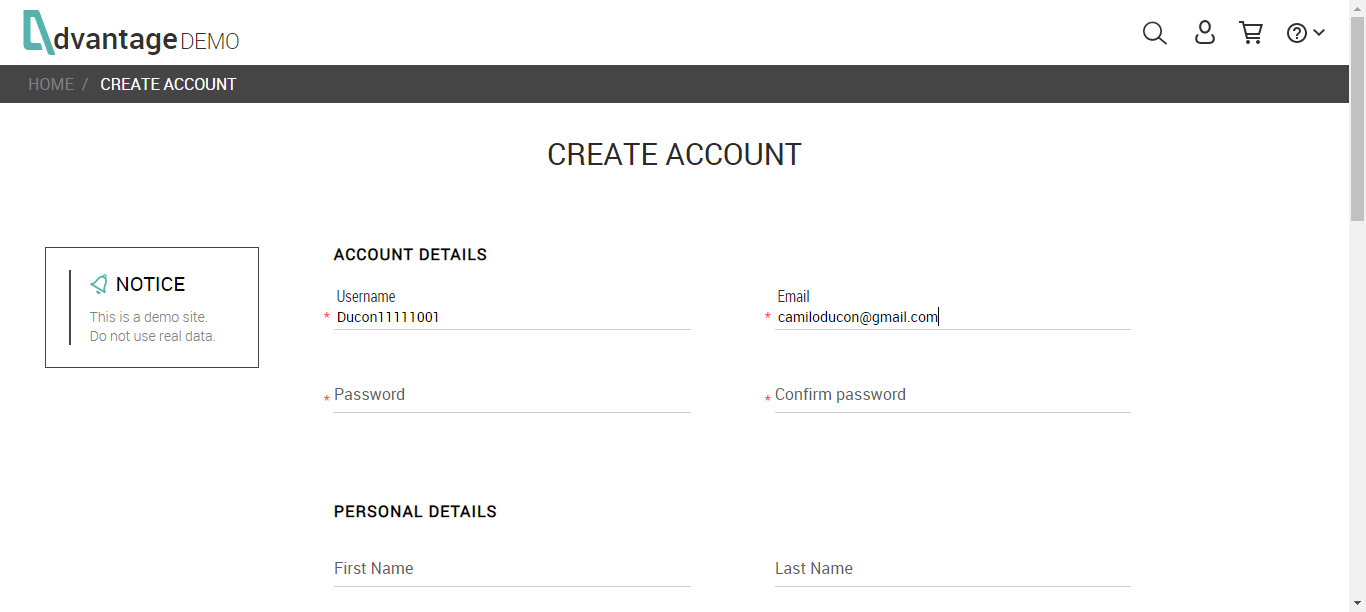 dvantage DEMO
HOME / CREATE ACCOUNT
CREATE ACCOUNT
NOTICE
This is a demo site.
Do not use real data.
ACCOUNT DETAILS
Username
* Ducon11111001
Email
* camiloducon@gmail.com
* Password
* Confirm password
PERSONAL DETAILS
First Name
Last Name